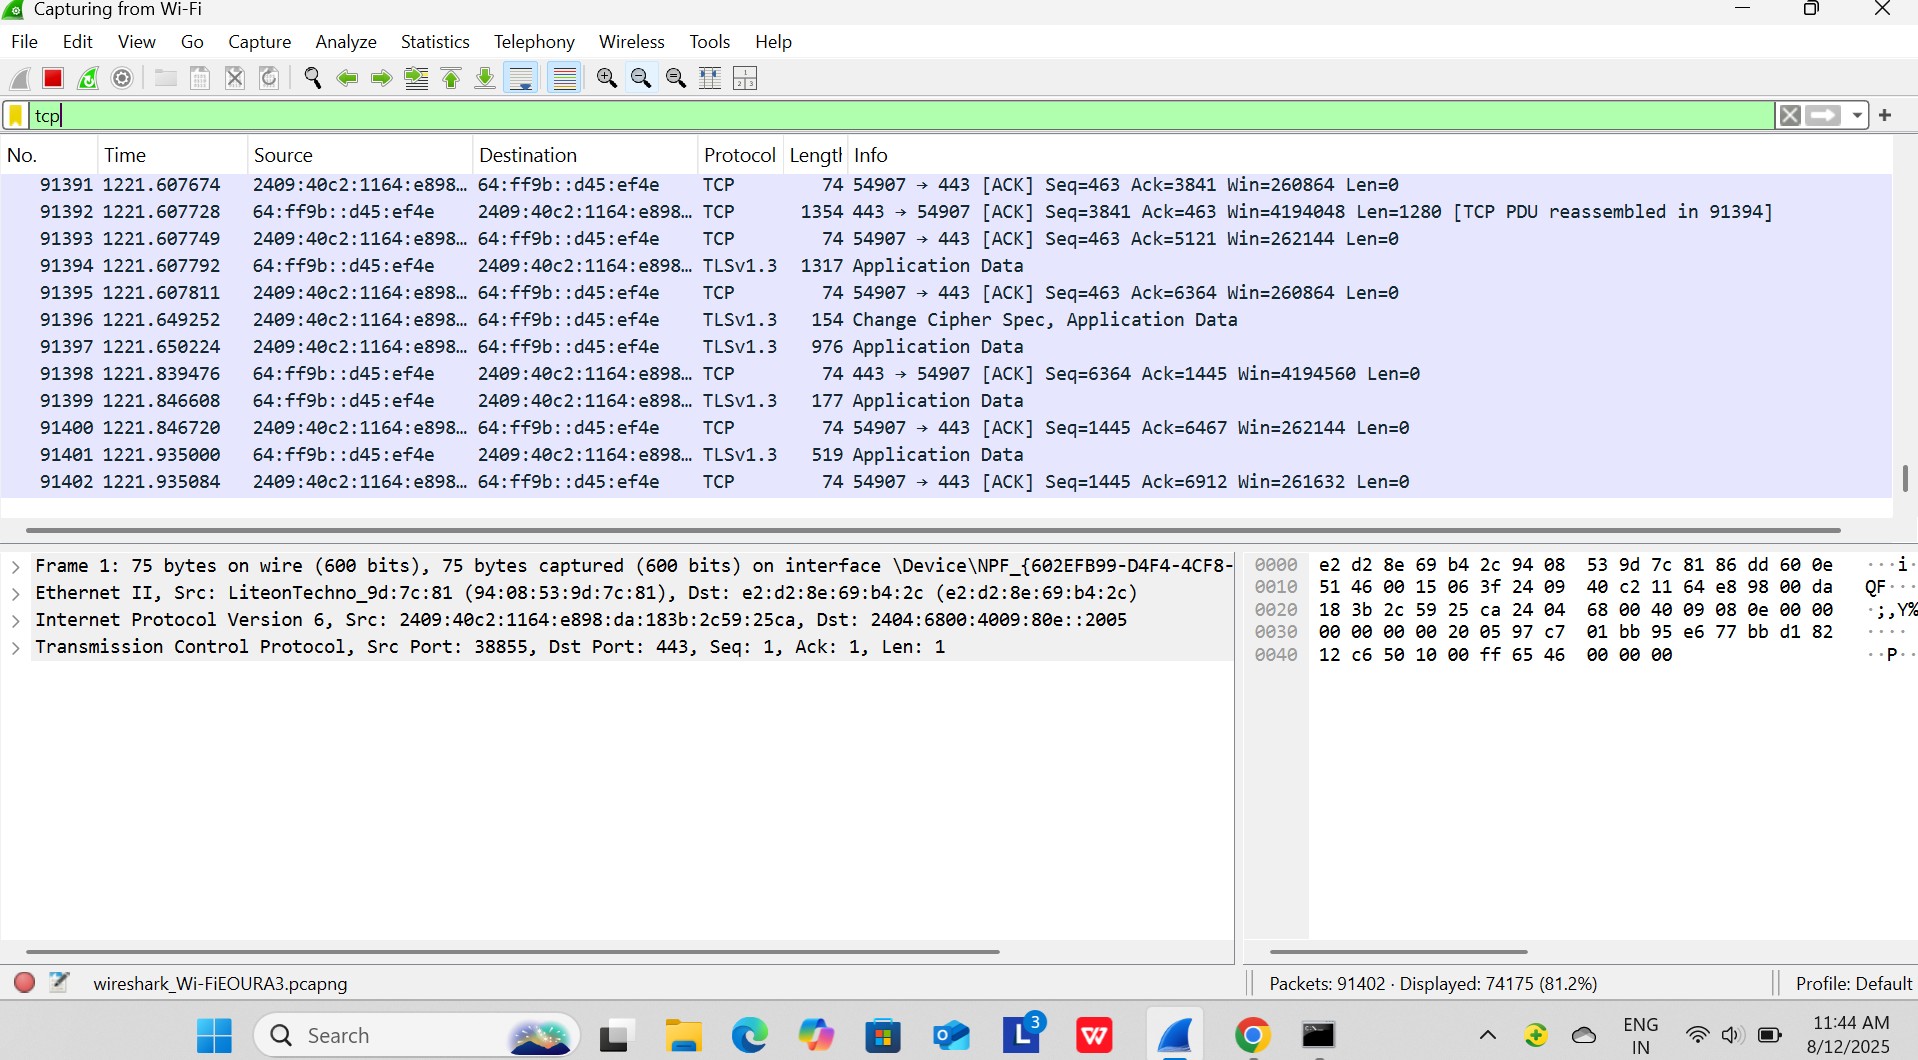 Capturing from Wi-Fi
File Edit View Go Capture Analyze Statistics Telephony Wireless Tools Help
tcp
No. Time Source Destination Protocol Length Info
91391 1221.607674 2409:40c2:1164:e898… 64:ff9b::d45:ef4e TCP 74 54907 → 443 [ACK] Seq=463 Ack=3841 Win=260864 Len=0
91392 1221.607728 64:ff9b::d45:ef4e 2409:40c2:1164:e898… TCP 1354 443 → 54907 [ACK] Seq=3841 Ack=463 Win=4194048 Len=1280 [TCP PDU reassembled in 91394]
91393 1221.607749 2409:40c2:1164:e898… 64:ff9b::d45:ef4e TCP 74 54907 → 443 [ACK] Seq=463 Ack=5121 Win=262144 Len=0
91394 1221.607792 64:ff9b::d45:ef4e 2409:40c2:1164:e898… TLSv1.3 1317 Application Data
91395 1221.607811 2409:40c2:1164:e898… 64:ff9b::d45:ef4e TCP 74 54907 → 443 [ACK] Seq=463 Ack=6364 Win=260864 Len=0
91396 1221.649252 2409:40c2:1164:e898… 64:ff9b::d45:ef4e TLSv1.3 154 Change Cipher Spec, Application Data
91397 1221.650224 2409:40c2:1164:e898… 64:ff9b::d45:ef4e TLSv1.3 976 Application Data
91398 1221.839476 64:ff9b::d45:ef4e 2409:40c2:1164:e898… TCP 74 443 → 54907 [ACK] Seq=6364 Ack=1445 Win=4194560 Len=0
91399 1221.846608 64:ff9b::d45:ef4e 2409:40c2:1164:e898… TLSv1.3 177 Application Data
91400 1221.846720 2409:40c2:1164:e898… 64:ff9b::d45:ef4e TCP 74 54907 → 443 [ACK] Seq=1445 Ack=6467 Win=262144 Len=0
91401 1221.935000 64:ff9b::d45:ef4e 2409:40c2:1164:e898… TLSv1.3 519 Application Data
91402 1221.935084 2409:40c2:1164:e898… 64:ff9b::d45:ef4e TCP 74 54907 → 443 [ACK] Seq=1445 Ack=6912 Win=261632 Len=0
Frame 1: 75 bytes on wire (600 bits), 75 bytes captured (600 bits) on interface \Device\NPF_{602EFB99-D4F4-4CF8-
Ethernet II, Src: LiteonTechno_9d:7c:81 (94:08:53:9d:7c:81), Dst: e2:d2:8e:69:b4:2c (e2:d2:8e:69:b4:2c)
Internet Protocol Version 6, Src: 2409:40c2:1164:e898:da:183b:2c59:25ca, Dst: 2404:6800:4009:80e::2005
Transmission Control Protocol, Src Port: 38855, Dst Port: 443, Seq: 1, Ack: 1, Len: 1
0000 e2 d2 8e 69 b4 2c 94 08 53 9d 7c 81 86 dd 60 0e ···i·
0010 51 46 00 15 06 3f 24 09 40 c2 11 64 e8 98 00 da QF···
0020 18 3b 2c 59 25 ca 24 04 68 00 40 09 08 0e 00 00 ·;,Y%
0030 00 00 00 00 20 05 97 c7 01 bb 95 e6 77 bb d1 82 ····
0040 12 c6 50 10 00 ff 65 46 00 00 00 ··P··
wireshark_Wi-FiEOURA3.pcapng
Packets: 91402 · Displayed: 74175 (81.2%)
Profile: Default
Search
3
ENG
IN
11:44 AM
8/12/2025